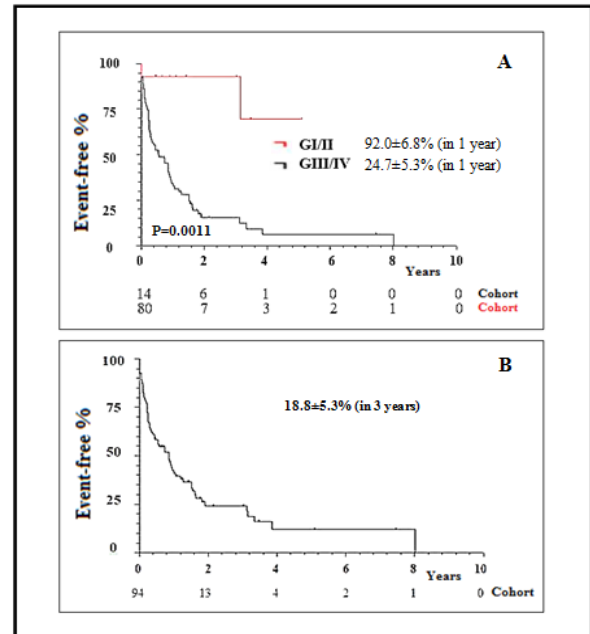 A
100
75
50
25
0
Event-free %
GI/II 92.0±6.8% (in 1 year)
GIII/IV 24.7±5.3% (in 1 year)
P=0.0011
0 2 4 6 8 10
Years
14 6 1 0 0 0 Cohort
80 7 3 2 1 0 Cohort
B
100
75
50
25
0
Event-free %
18.8±5.3% (in 3 years)
0 2 4 6 8 10
Years
94 13 4 2 1 0 Cohort